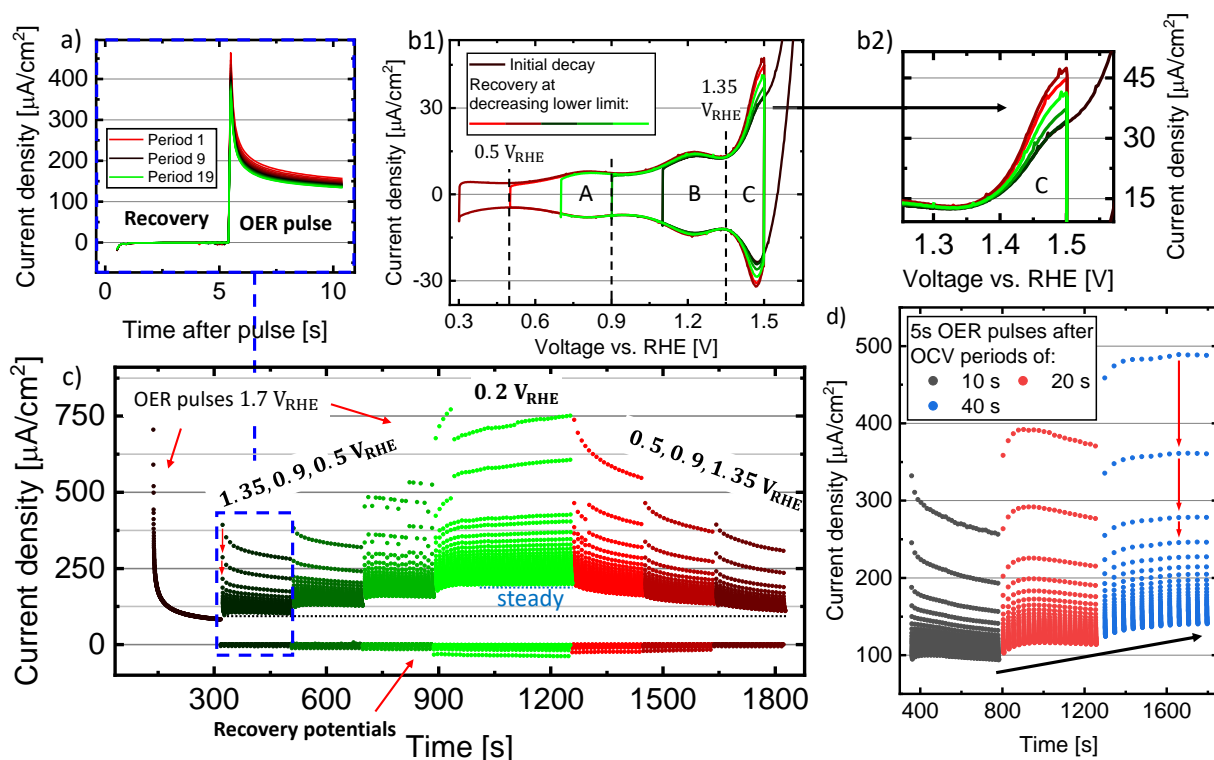 a)
Current density [µA/cm²]
400
300
200
100
0
Period 1
Period 9
Period 19
Recovery
OER pulse
0
5
10
Time after pulse [s]
b1)
Current density [µA/cm²]
30
0
-30
Initial decay
Recovery at
decreasing lower limit:
1.35
V_RHE
0.5 V_RHE
A
B
C
0.3
0.6
0.9
1.2
1.5
Voltage vs. RHE [V]
b2)
45
30
15
Current density [µA/cm²]
C
1.3
1.4
1.5
Voltage vs. RHE [V]
c)
Current density [µA/cm²]
750
500
250
0
OER pulses 1.7 V_RHE
0.2 V_RHE
1.35, 0.9, 0.5 V_RHE
0.5, 0.9, 1.35 V_RHE
steady
Recovery potentials
300
600
900
1200
1500
1800
Time [s]
d)
Current density [µA/cm²]
500
400
300
200
100
5s OER pulses after
OCV periods of:
10 s
20 s
40 s
400
800
1200
1600
Time [s]